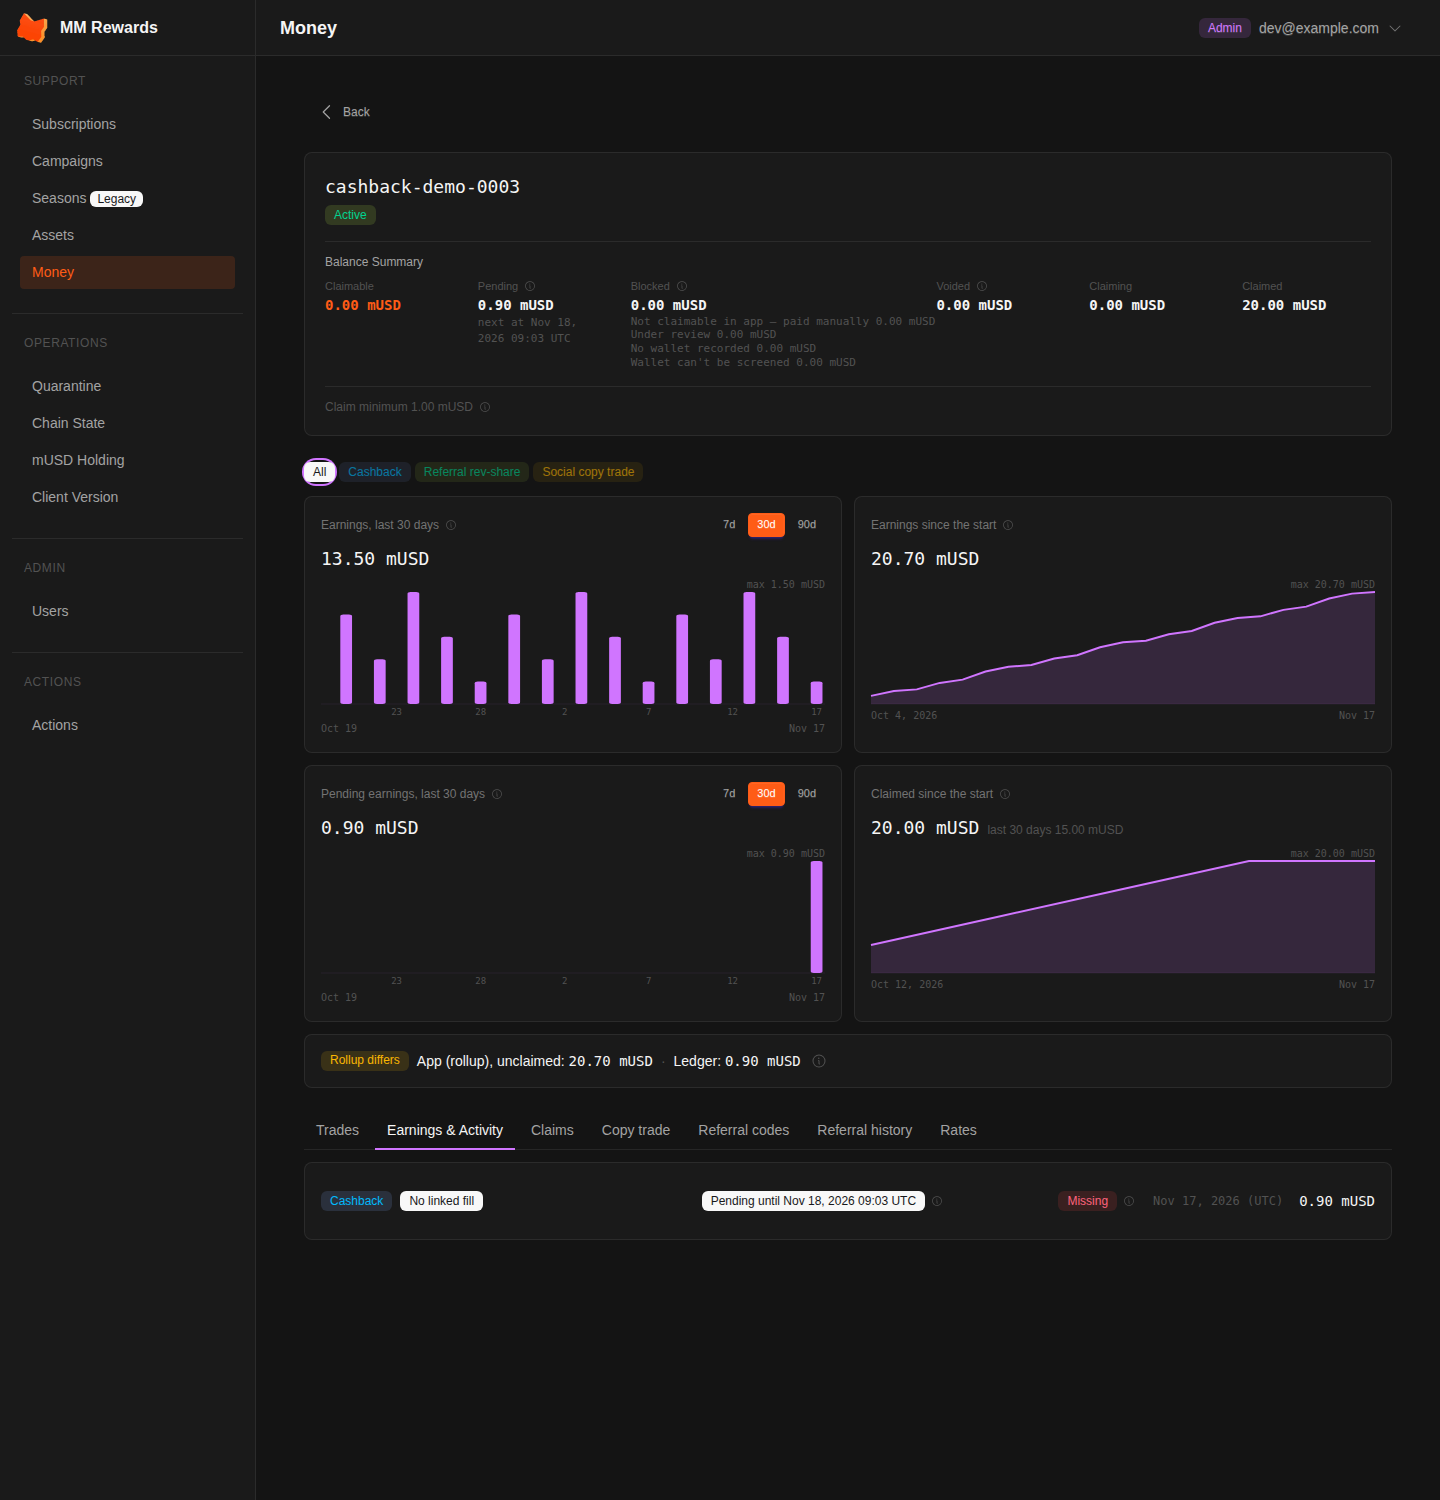 MM Rewards
Money
Admin dev@example.com
SUPPORT
Subscriptions
Campaigns
Seasons Legacy
Assets
Money
OPERATIONS
Quarantine
Chain State
mUSD Holding
Client Version
ADMIN
Users
ACTIONS
Actions
Back
cashback-demo-0003
Active
Balance Summary
Claimable
0.00 mUSD
Pending
0.90 mUSD
next at Nov 18,
2026 09:03 UTC
Blocked
0.00 mUSD
Not claimable in app — paid manually 0.00 mUSD
Under review 0.00 mUSD
No wallet recorded 0.00 mUSD
Wallet can't be screened 0.00 mUSD
Voided
0.00 mUSD
Claiming
0.00 mUSD
Claimed
20.00 mUSD
Claim minimum 1.00 mUSD
All Cashback Referral rev-share Social copy trade
Earnings, last 30 days 7d 30d 90d
13.50 mUSD
max 1.50 mUSD
23 28 2 7 12 17
Oct 19 Nov 17
Earnings since the start
20.70 mUSD
max 20.70 mUSD
Oct 4, 2026 Nov 17
Pending earnings, last 30 days 7d 30d 90d
0.90 mUSD
max 0.90 mUSD
23 28 2 7 12 17
Oct 19 Nov 17
Claimed since the start
20.00 mUSD last 30 days 15.00 mUSD
max 20.00 mUSD
Oct 12, 2026 Nov 17
Rollup differs App (rollup), unclaimed: 20.70 mUSD · Ledger: 0.90 mUSD
Trades Earnings & Activity Claims Copy trade Referral codes Referral history Rates
Cashback No linked fill Pending until Nov 18, 2026 09:03 UTC Missing Nov 17, 2026 (UTC) 0.90 mUSD